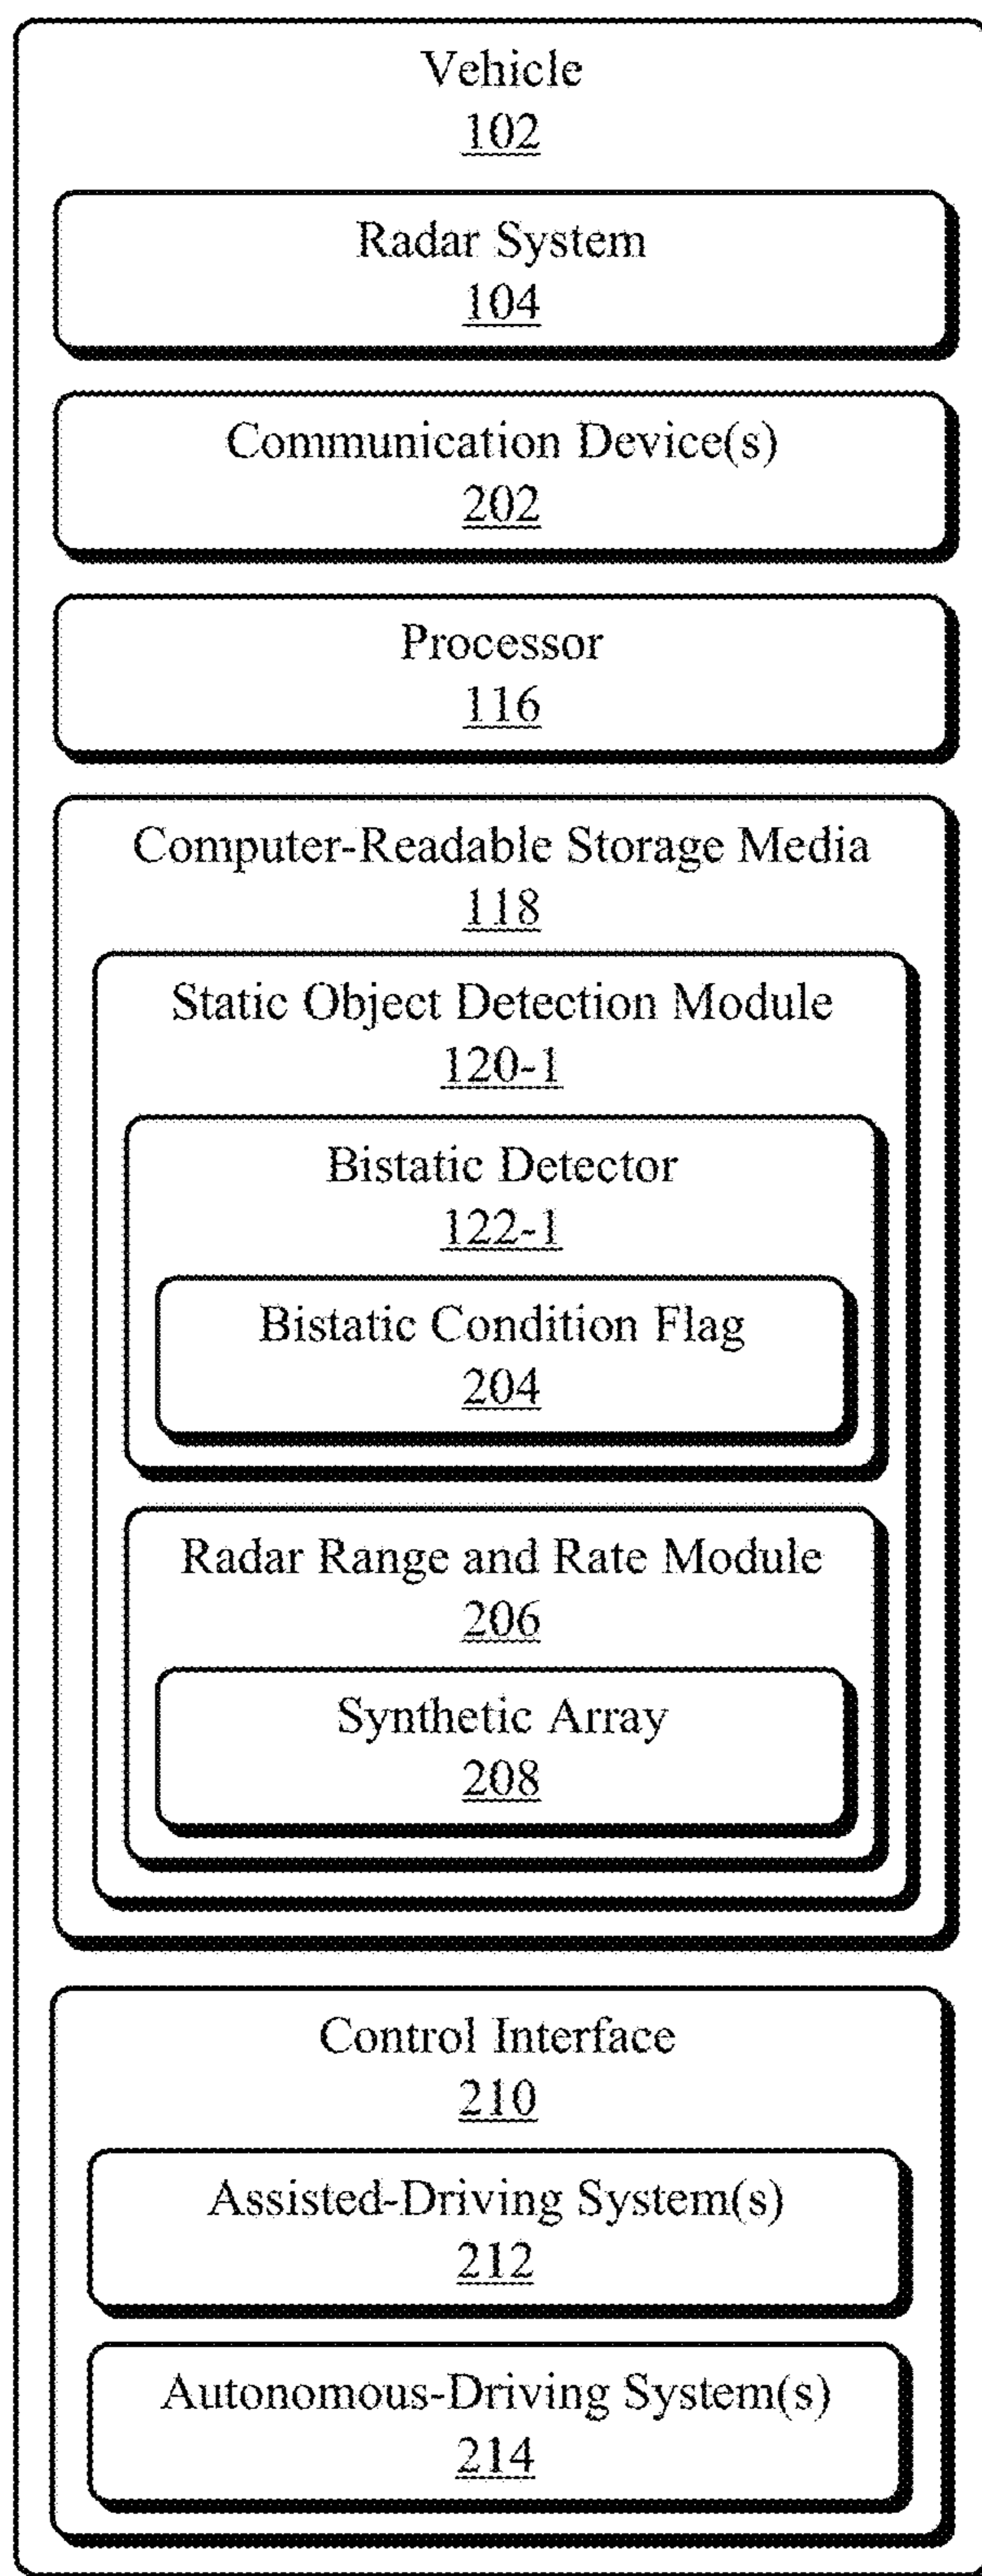 Vehicle
102
Radar System
104
Communication Device(s)
202
Processor
116
Computer-Readable Storage Media
118
Static Object Detection Module
120-1
Bistatic Detector
122-1
Bistatic Condition Flag
204
Radar Range and Rate Module
206
Synthetic Array
208
Control Interface
210
Assisted-Driving System(s)
212
Autonomous-Driving System(s)
214